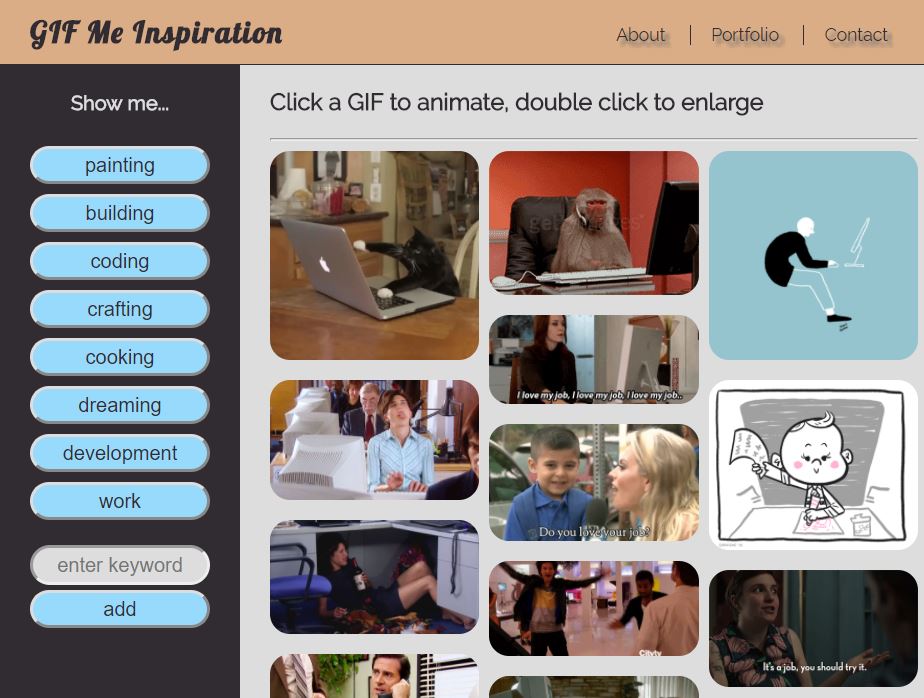 GIF Me Inspiration
About
Portfolio
Contact
Show me...
Click a GIF to animate, double click to enlarge
painting
building
coding
crafting
cooking
dreaming
development
work
enter keyword
add
I love my job, I love my job, I love my job..
Do you love your job?
Citytv
It's a job, you should try it.